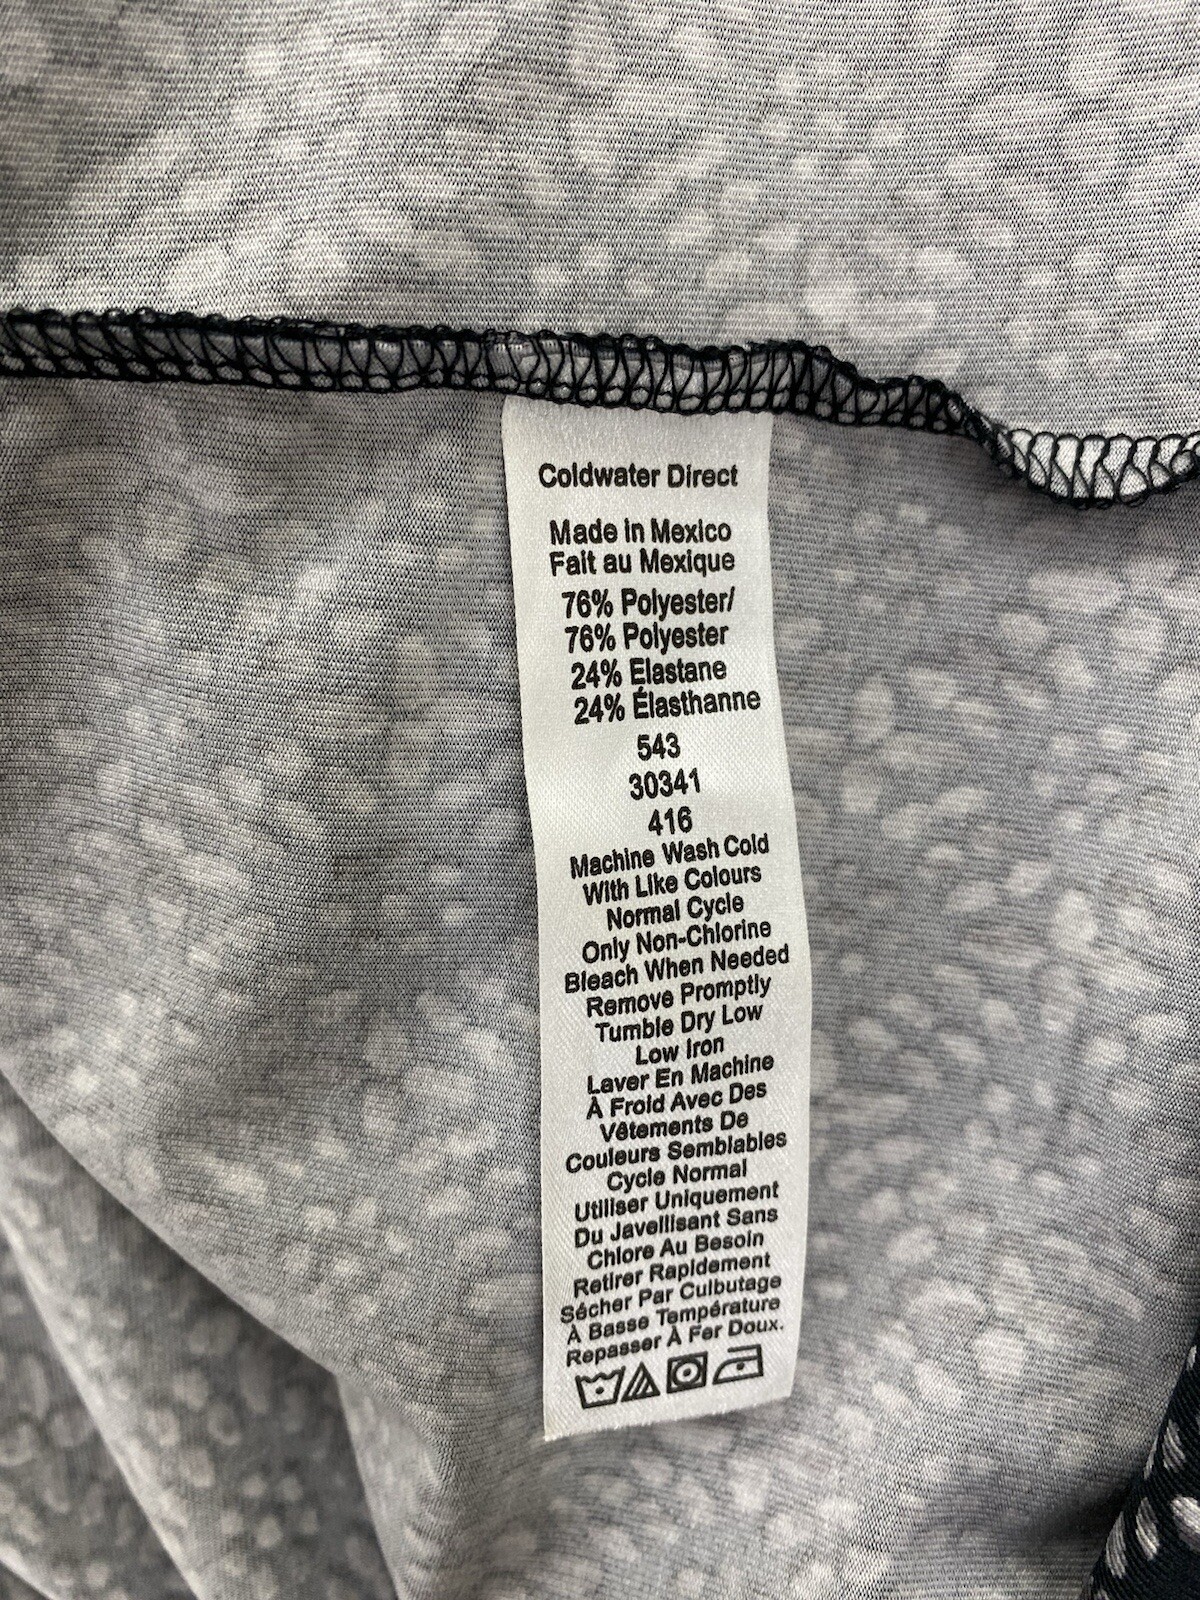 Coldwater Direct
Made in Mexico
Fait au Mexique
76% Polyester/
76% Polyester
24% Elastane
24% Élasthanne
543
30341
416
Machine Wash Cold
With Like Colours
Normal Cycle
Only Non-Chlorine
Bleach When Needed
Remove Promptly
Tumble Dry Low
Low Iron
Laver En Machine
À Froid Avec Des
Vêtements De
Couleurs Semblables
Cycle Normal
Utiliser Uniquement
Du Javellisant Sans
Chlore Au Besoin
Retirer Rapidement
Sécher Par Culbutage
À Basse Température
Repasser À Fer Doux.